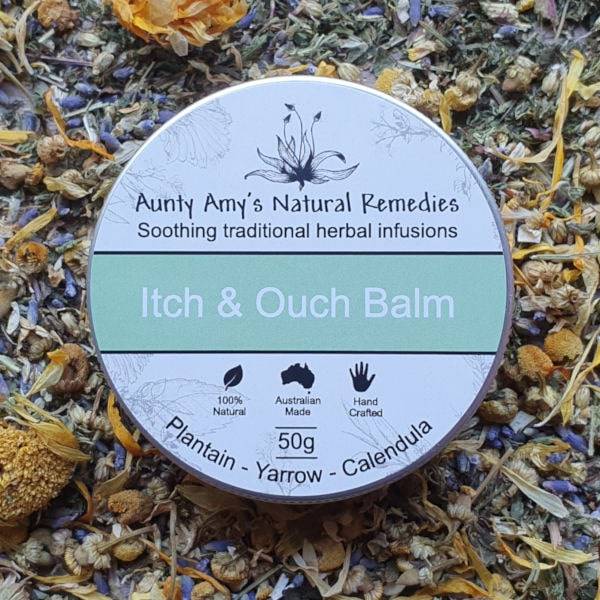 Aunty Amy's Natural Remedies
Soothing traditional herbal infusions
Itch & Ouch Balm
100%
Natural
Australian
Made
Hand
Crafted
50g
Plantain - Yarrow - Calendula